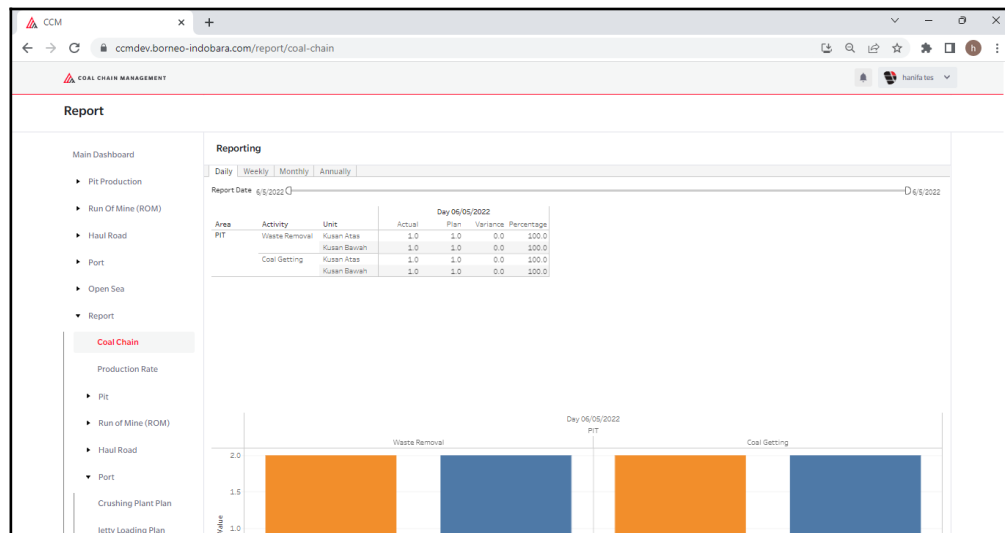 CCM
ccmdev.borneo-indobara.com/report/coal-chain
h
COAL CHAIN MANAGEMENT
hanifa tes
Report
Main Dashboard
Pit Production
Run Of Mine (ROM)
Haul Road
Port
Open Sea
Report
Coal Chain
Production Rate
Pit
Run of Mine (ROM)
Haul Road
Port
Crushing Plant Plan
Jetty Loading Plan
Reporting
Daily Weekly Monthly Annually
Report Date 6/5/2022 6/5/2022
Day 06/05/2022
Area Activity Unit Actual Plan Variance Percentage
PIT Waste Removal Kusan Atas 1.0 1.0 0.0 100.0
Kusan Bawah 1.0 1.0 0.0 100.0
Coal Getting Kusan Atas 1.0 1.0 0.0 100.0
Kusan Bawah 1.0 1.0 0.0 100.0
Day 06/05/2022
PIT
Waste Removal Coal Getting
2.0
1.5
1.0
Value